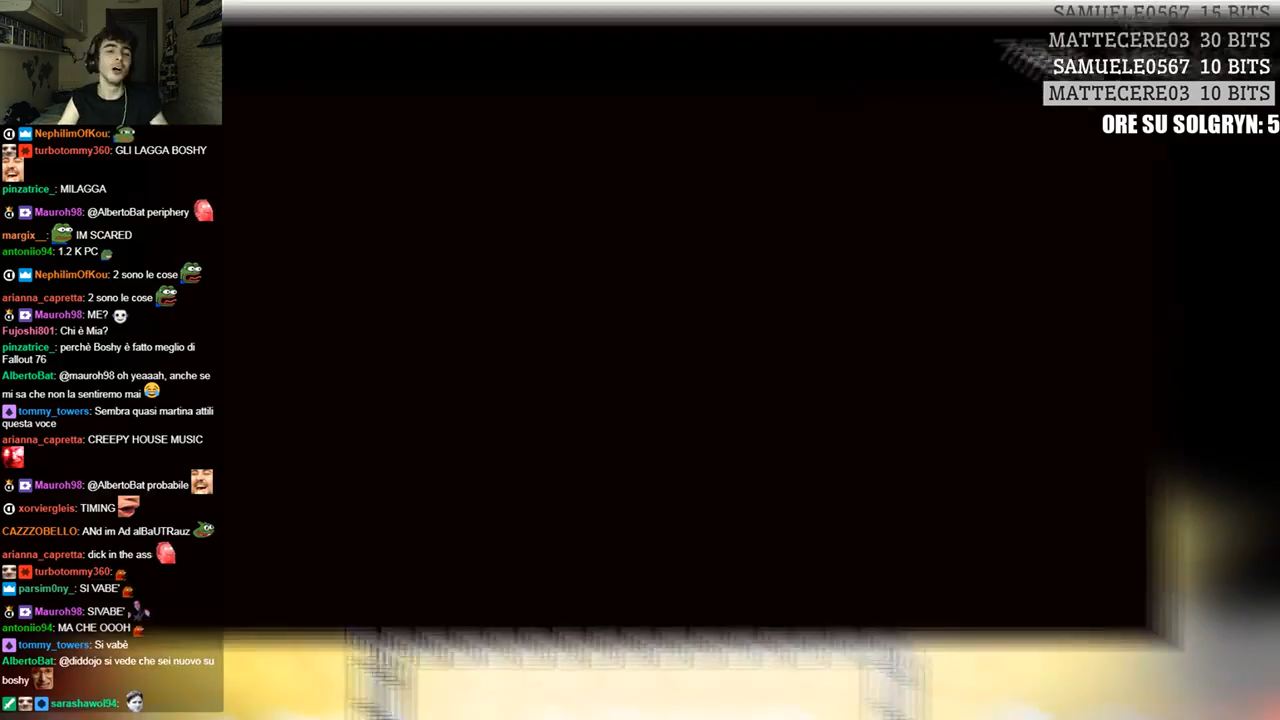 SAMUELE0567 15 BITS
MATTECERE03 30 BITS
SAMUELE0567 10 BITS
MATTECERE03 10 BITS
ORE SU SOLGRYN: 5
NephilimOfKou:
turbotommy360: GLI LAGGA BOSHY
pinzatrice_: MILAGGA
Mauroh98: @AlbertoBat periphery
margix__: IM SCARED
antoniio94: 1.2 K PC
NephilimOfKou: 2 sono le cose
arianna_capretta: 2 sono le cose
Mauroh98: ME?
Fujoshi801: Chi è Mia?
pinzatrice_: perchè Boshy è fatto meglio di
Fallout 76
AlbertoBat: @mauroh98 oh yeaaah, anche se
mi sa che non la sentiremo mai
tommy_towers: Sembra quasi martina attili
questa voce
arianna_capretta: CREEPY HOUSE MUSIC
Mauroh98: @AlbertoBat probabile
xorviergleis: TIMING
CAZZZOBELLO: ANd im Ad alBaUTRauz
arianna_capretta: dick in the ass
turbotommy360:
parsim0ny_: SI VABE'
Mauroh98: SIVABE'
antoniio94: MA CHE OOOH
tommy_towers: Si vabè
AlbertoBat: @diddojo si vede che sei nuovo su
boshy
sarashawol94: